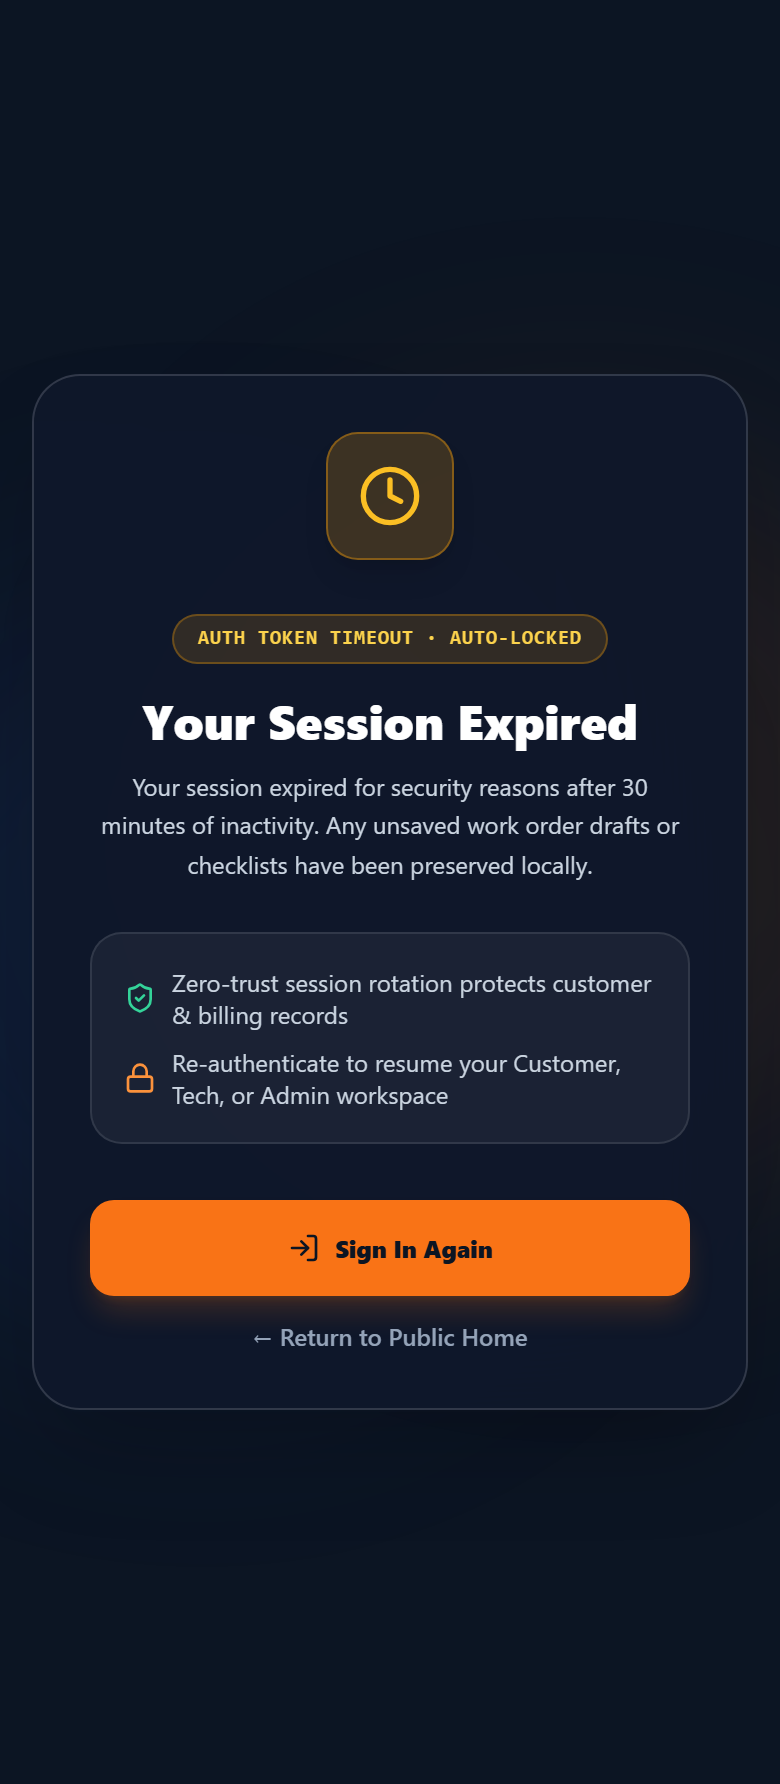 AUTH TOKEN TIMEOUT · AUTO-LOCKED
Your Session Expired
Your session expired for security reasons after 30
minutes of inactivity. Any unsaved work order drafts or
checklists have been preserved locally.
Zero-trust session rotation protects customer
& billing records
Re-authenticate to resume your Customer,
Tech, or Admin workspace
Sign In Again
← Return to Public Home